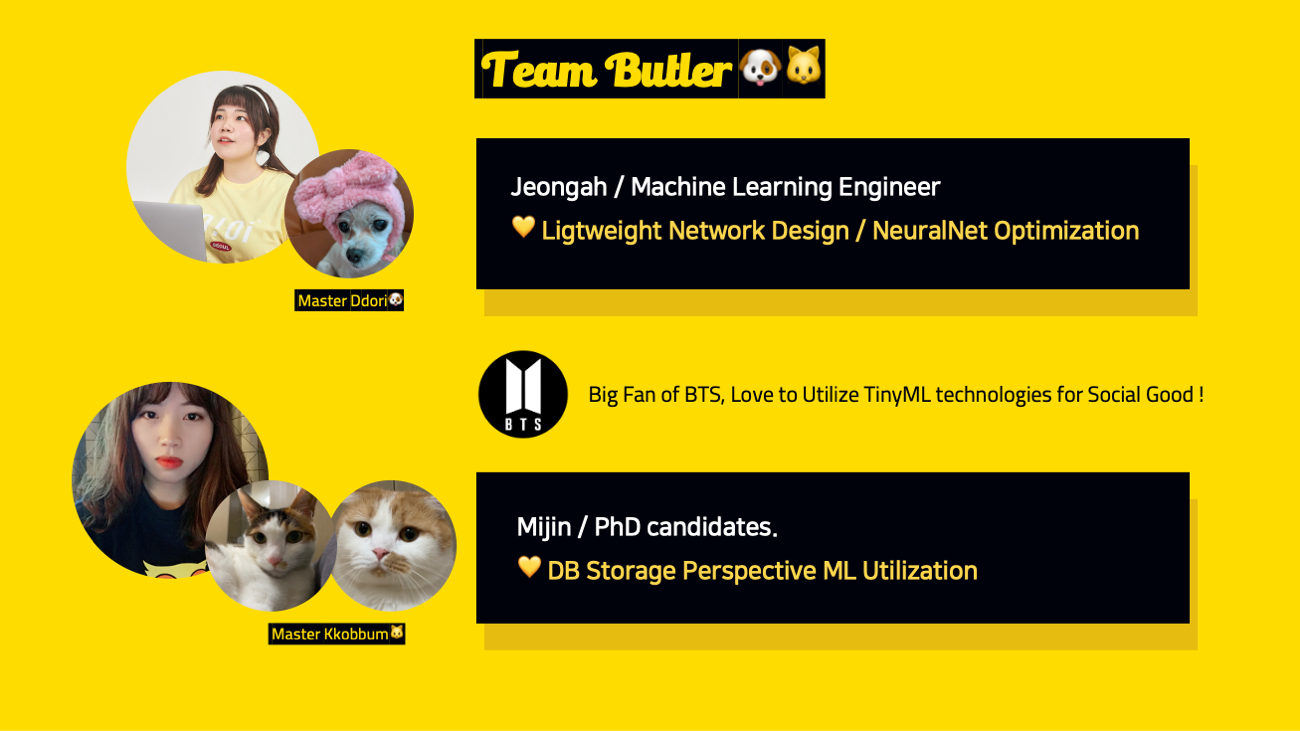 Team Butler🐶🐱
Jeongah / Machine Learning Engineer
💛 Ligtweight Network Design / NeuralNet Optimization
SEOUL
Master Ddori🐶
BTS
Big Fan of BTS, Love to Utilize TinyML technologies for Social Good !
Mijin / PhD candidates.
💛 DB Storage Perspective ML Utilization
Master Kkobbum🐱